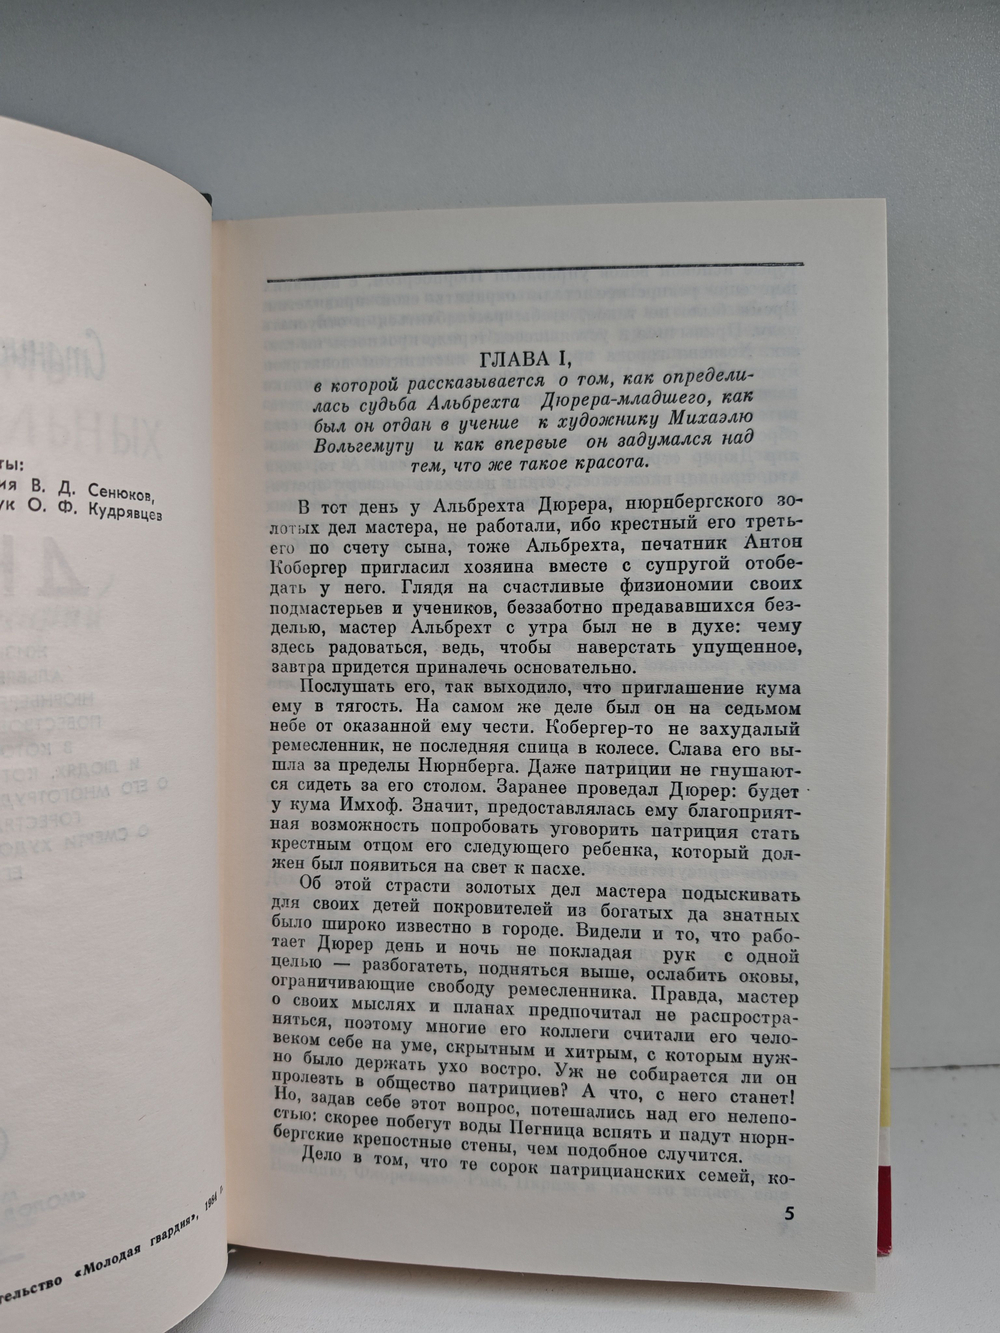 ты:
ия В. Д. Сенюков,
ук О. Ф. Кудрявцев
тельство «Молодая гвардия», 1984 г.
ГЛАВА I,
в которой рассказывается о том, как определи-
лась судьба Альбрехта Дюрера-младшего, как
был он отдан в учение к художнику Михаэлю
Вольгемуту и как впервые он задумался над
тем, что же такое красота.
В тот день у Альбрехта Дюрера, нюрнбергского зо-
лотых дел мастера, не работали, ибо крестный его треть-
его по счету сына, тоже Альбрехта, печатник Антон
Кобергер пригласил хозяина вместе с супругой отобе-
дать у него. Глядя на счастливые физиономии своих
подмастерьев и учеников, беззаботно предававшихся без-
делью, мастер Альбрехт с утра был не в духе: чему
здесь радоваться, ведь, чтобы наверстать упущенное,
завтра придется приналечь основательно.
Послушать его, так выходило, что приглашение кума
ему в тягость. На самом же деле был он на седьмом
небе от оказанной ему чести. Кобергер-то не захудалый
ремесленник, не последняя спица в колесе. Слава его вы-
шла за пределы Нюрнберга. Даже патриции не гнушают-
ся сидеть за его столом. Заранее проведал Дюрер: будет
у кума Имхоф. Значит, предоставлялась ему благоприят-
ная возможность попробовать уговорить патриция стать
крестным отцом его следующего ребенка, который дол-
жен был появиться на свет к пасхе.
Об этой страсти золотых дел мастера подыскивать
для своих детей покровителей из богатых да знатных
было широко известно в городе. Видели и то, что рабо-
тает Дюрер день и ночь не покладая рук с одной
целью — разбогатеть, подняться выше, ослабить оковы,
ограничивающие свободу ремесленника. Правда, мастер
о своих мыслях и планах предпочитал не распростра-
няться, поэтому многие его коллеги считали его чело-
веком себе на уме, скрытным и хитрым, с которым нуж-
но было держать ухо востро. Уж не собирается ли он
пролезть в общество патрициев? А что, с него станет!
Но, задав себе этот вопрос, потешались над его нелепо-
стью: скорее побегут воды Пегница вспять и падут нюрн-
бергские крепостные стены, чем подобное случится.
Дело в том, что те сорок патрицианских семей, ко-
5